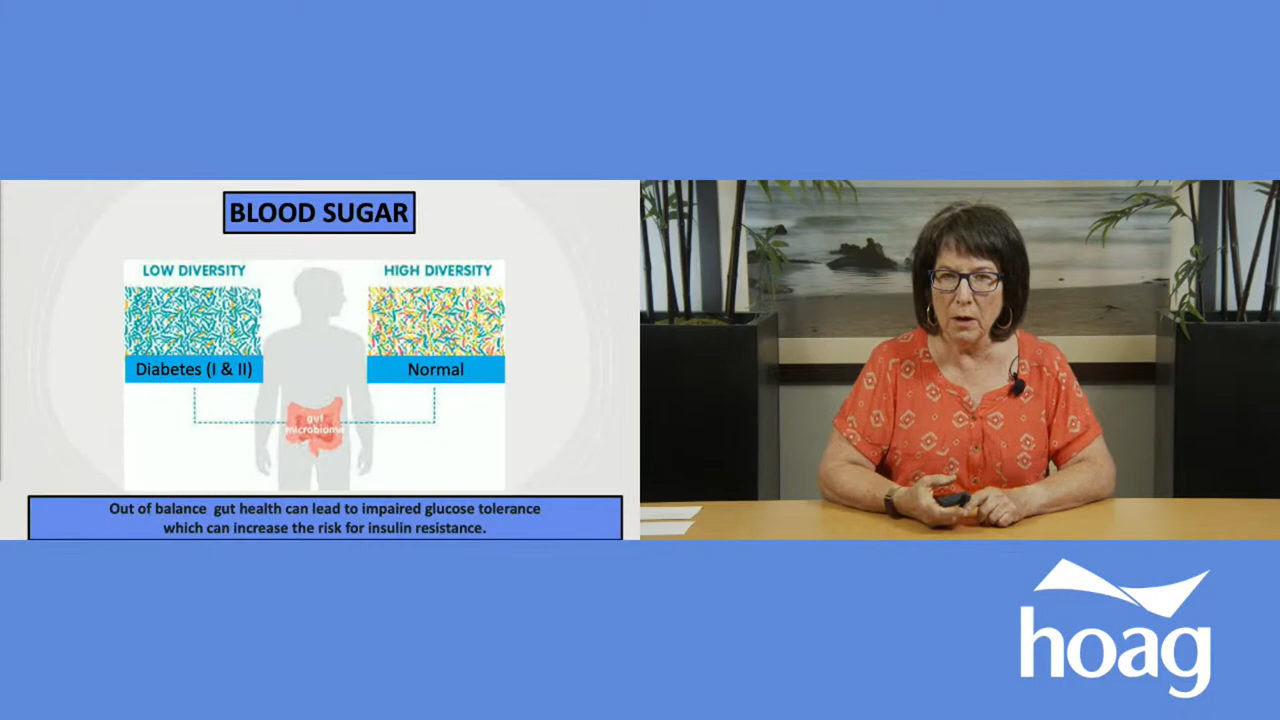 BLOOD SUGAR
LOW DIVERSITY
HIGH DIVERSITY
Diabetes (I & II)
Normal
gut
microbiome
Out of balance gut health can lead to impaired glucose tolerance
which can increase the risk for insulin resistance.
hoag